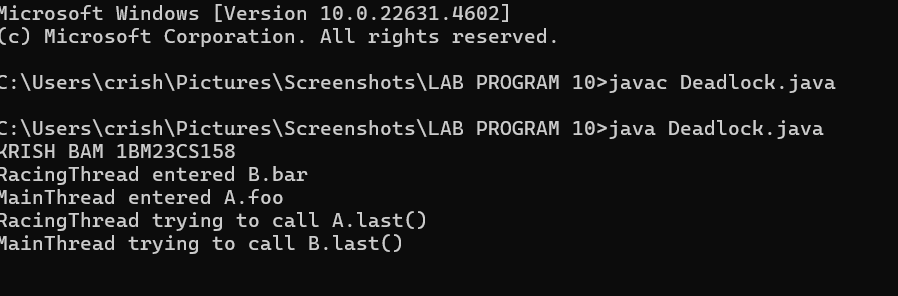 Microsoft Windows [Version 10.0.22631.4602]
(c) Microsoft Corporation. All rights reserved.
C:\Users\crish\Pictures\Screenshots\LAB PROGRAM 10>javac Deadlock.java
C:\Users\crish\Pictures\Screenshots\LAB PROGRAM 10>java Deadlock.java
KRISH BAM 1BM23CS158
RacingThread entered B.bar
MainThread entered A.foo
RacingThread trying to call A.last()
MainThread trying to call B.last()